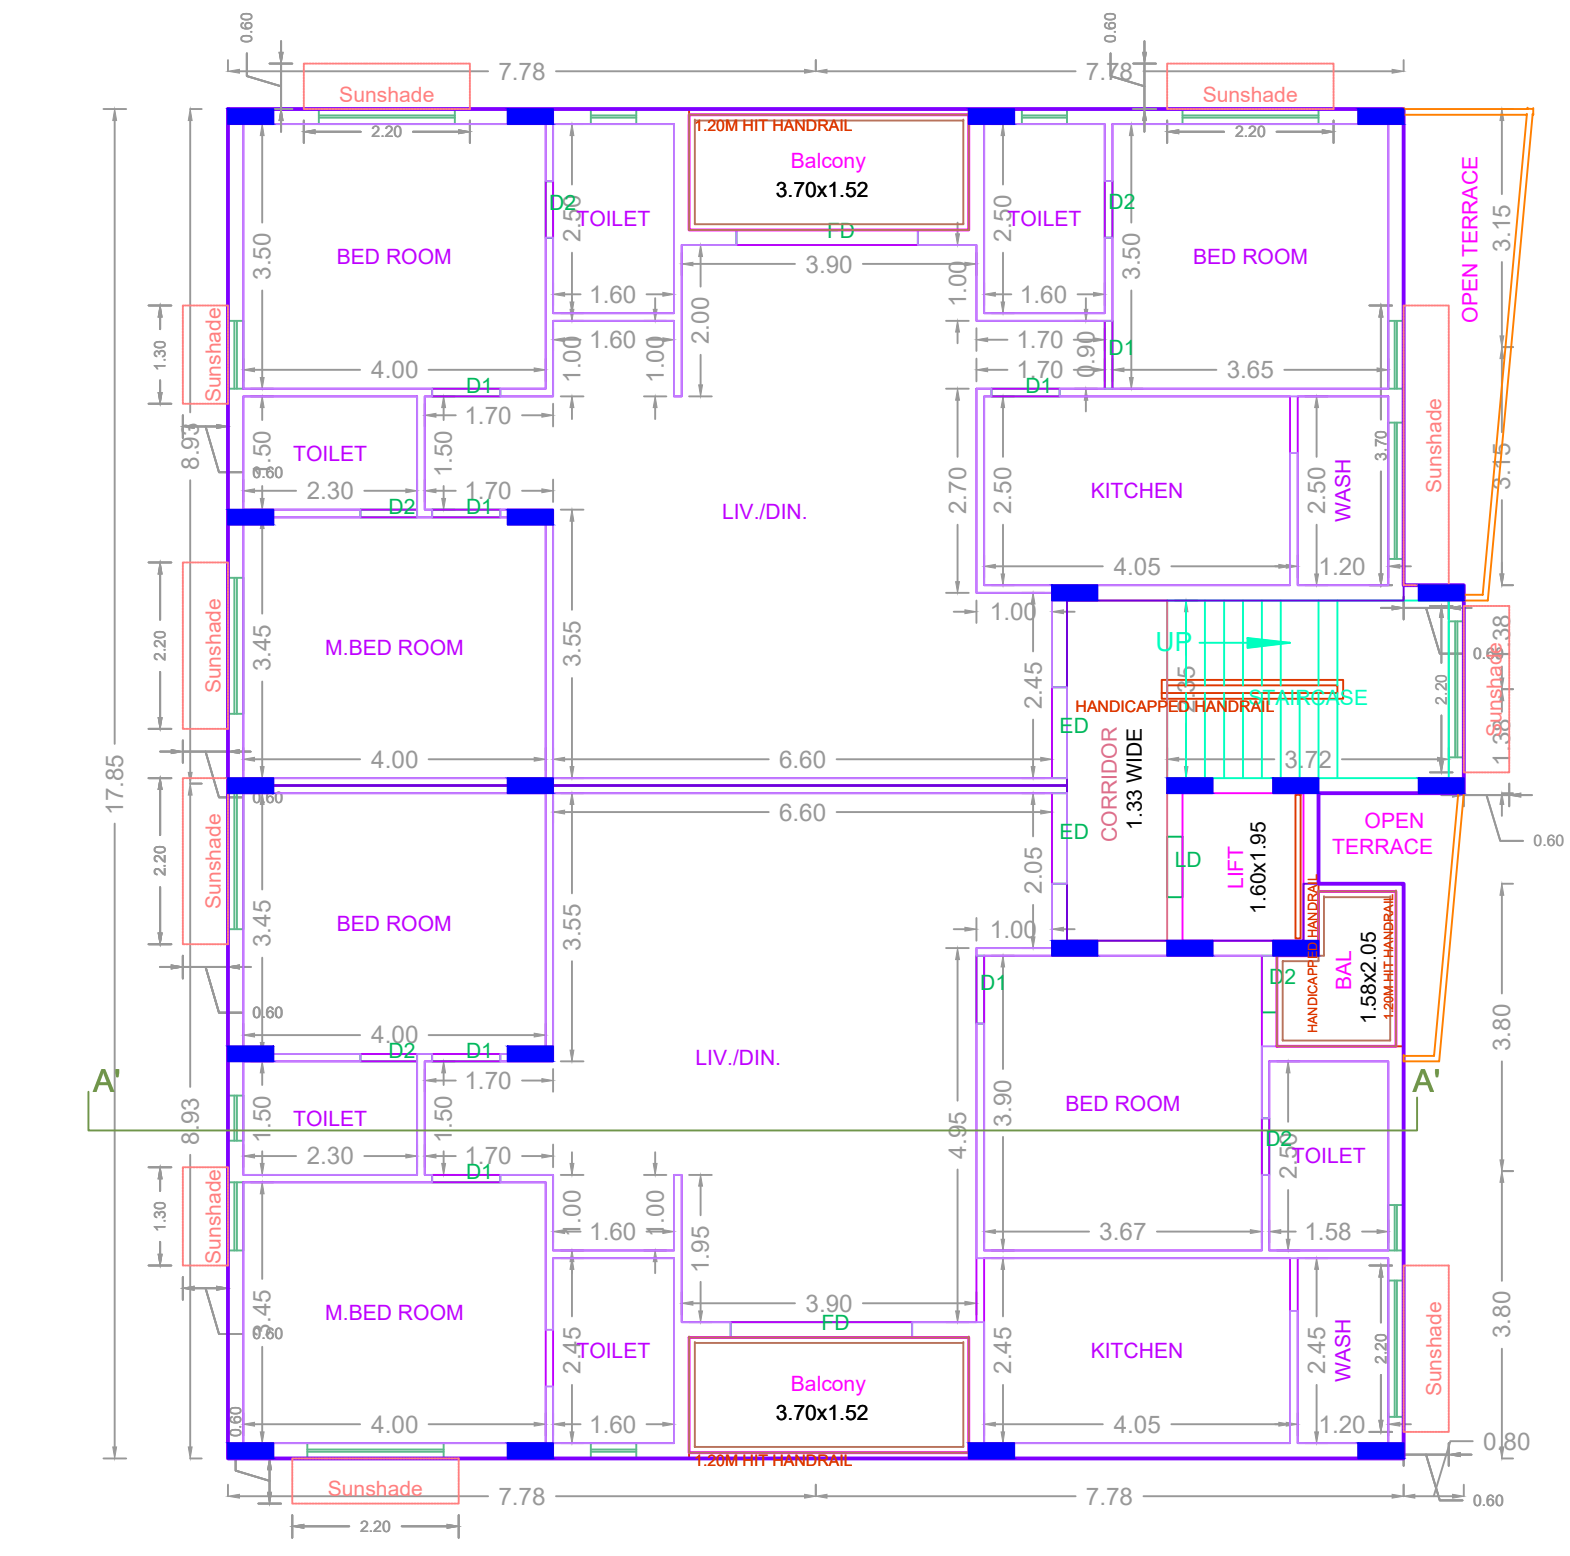 0.60
0.60
7.78
7.78
Sunshade
Sunshade
2.20
2.20
1.20M HIT HANDRAIL
Balcony
3.70x1.52
FD
3.90
D2
2.50
TOILET
TOILET
2.50
D2
OPEN TERRACE
3.15
3.50
BED ROOM
3.50
BED ROOM
1.60
1.60
2.00
1.00
1.60
1.00
1.00
1.70
1.70
0.90
D1
D1
1.30
Sunshade
4.00
D1
1.70
3.65
3.70
Sunshade
3.15
8.93
1.50
0.60
TOILET
2.30
1.50
1.70
D2
D1
LIV./DIN.
2.70
2.50
KITCHEN
2.50
WASH
4.05
1.20
1.00
2.20
Sunshade
3.45
M.BED ROOM
3.55
2.45
UP
2.35
STAIRCASE
HANDICAPPED HANDRAIL
ED
CORRIDOR
1.33 WIDE
3.72
2.20
0.60
1.38
Sunshade
1.38
4.00
6.60
17.85
0.60
6.60
2.20
Sunshade
3.45
BED ROOM
3.55
2.05
1.00
ED
LD
LIFT
1.60x1.95
OPEN
TERRACE
0.60
HANDICAPPED HANDRAIL
BAL
1.58x2.05
1.20M HIT HANDRAIL
D1
D2
3.80
0.60
4.00
D2
D1
1.70
LIV./DIN.
A'
A'
8.93
1.50
TOILET
2.30
1.50
1.70
D1
4.95
3.90
BED ROOM
D2
2.50
TOILET
3.67
1.58
1.30
Sunshade
1.00
1.60
1.00
1.95
3.90
FD
3.45
M.BED ROOM
0.60
2.45
TOILET
Balcony
3.70x1.52
2.45
KITCHEN
2.45
WASH
2.20
Sunshade
3.80
0.60
4.00
1.60
4.05
1.20
0.80
1.20M HIT HANDRAIL
Sunshade
7.78
7.78
0.60
2.20